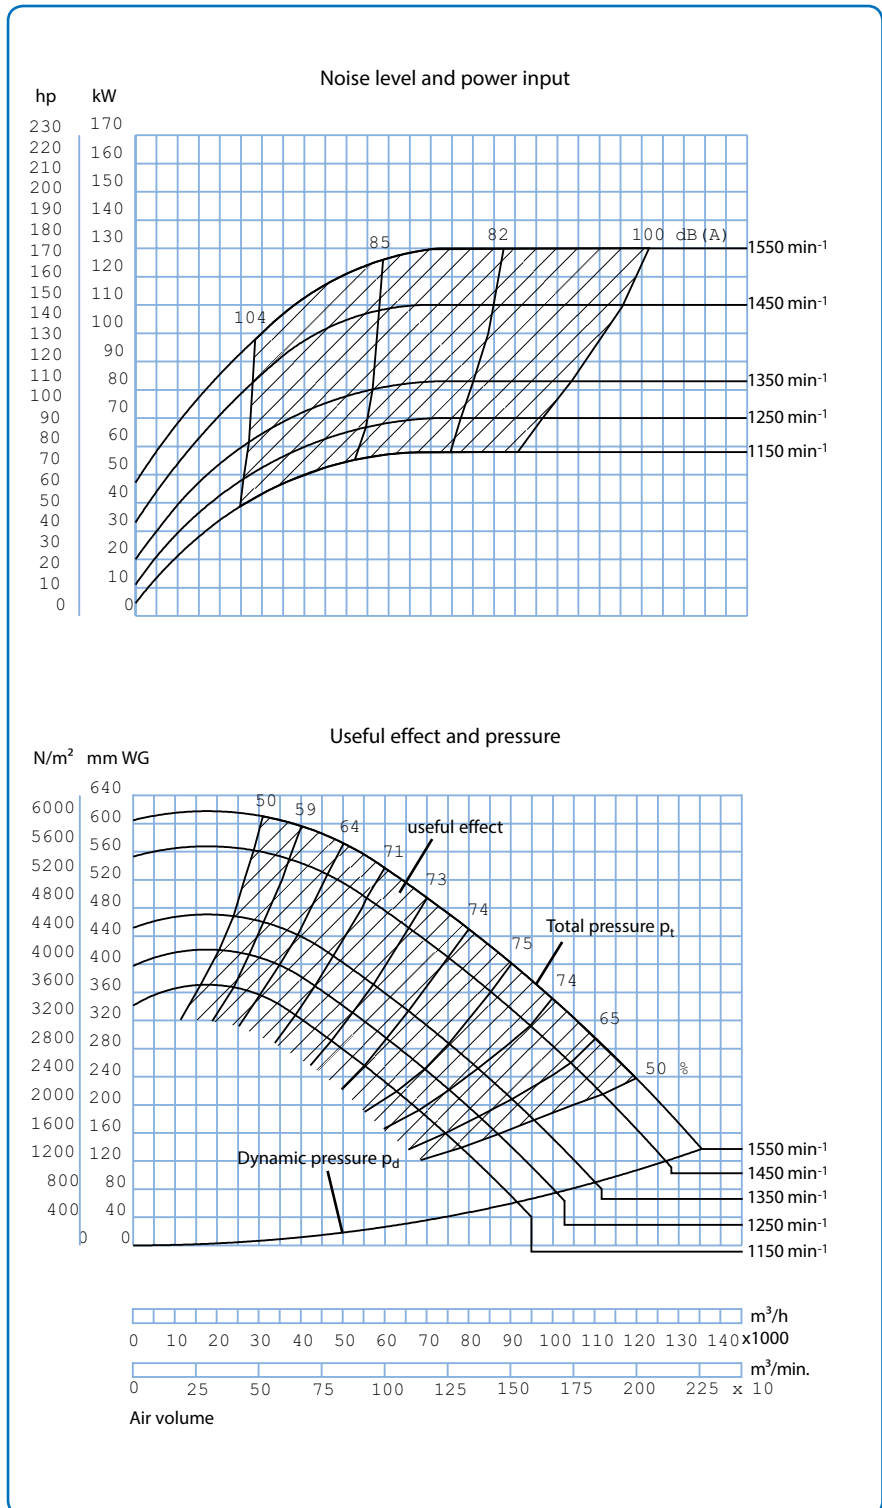 Noise level and power input
hp kW
230 170
220
210 160
200 150
190
180 140
170 130
160 120
150
140 110
130 100
120 90
110 80
100
90 70
80 60
70 50
60
50 40
40 30
30
20 20
10 10
0 0
104
85
82
100 dB(A)
1550 min-1
1450 min-1
1350 min-1
1250 min-1
1150 min-1
Useful effect and pressure
N/m² mm WG
640
6000 600
5600 560
5200 520
4800 480
4400 440
4000 400
3600 360
3200 320
2800 280
2400 240
2000 200
1600 160
1200 120
800 80
400 40
0 0
50
59
64
71
73
74
75
74
65
50 %
useful effect
Total pressure pt
Dynamic pressure pd
1550 min-1
1450 min-1
1350 min-1
1250 min-1
1150 min-1
m³/h
0 10 20 30 40 50 60 70 80 90 100 110 120 130 140 x1000
m³/min.
0 25 50 75 100 125 150 175 200 225 x 10
Air volume